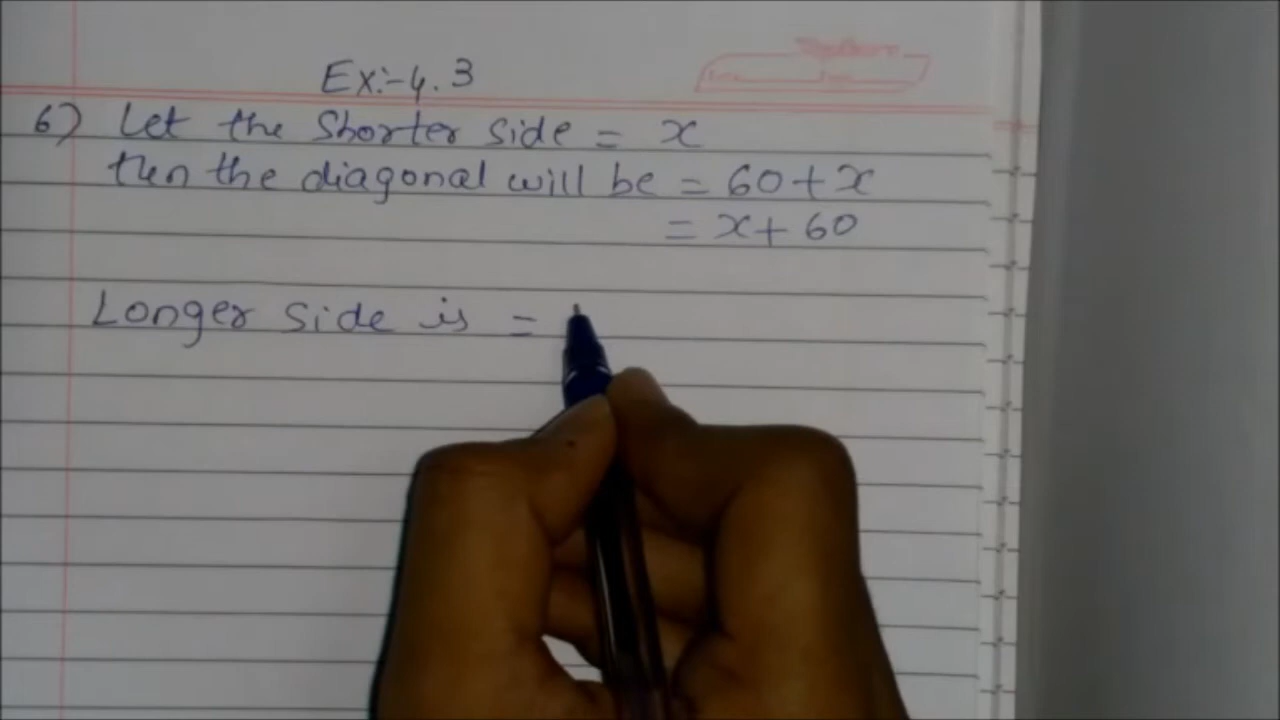 Ex:-4.3
6) Let the shorter side = x
then the diagonal will be = 60+x
= x+60
Longer side is =